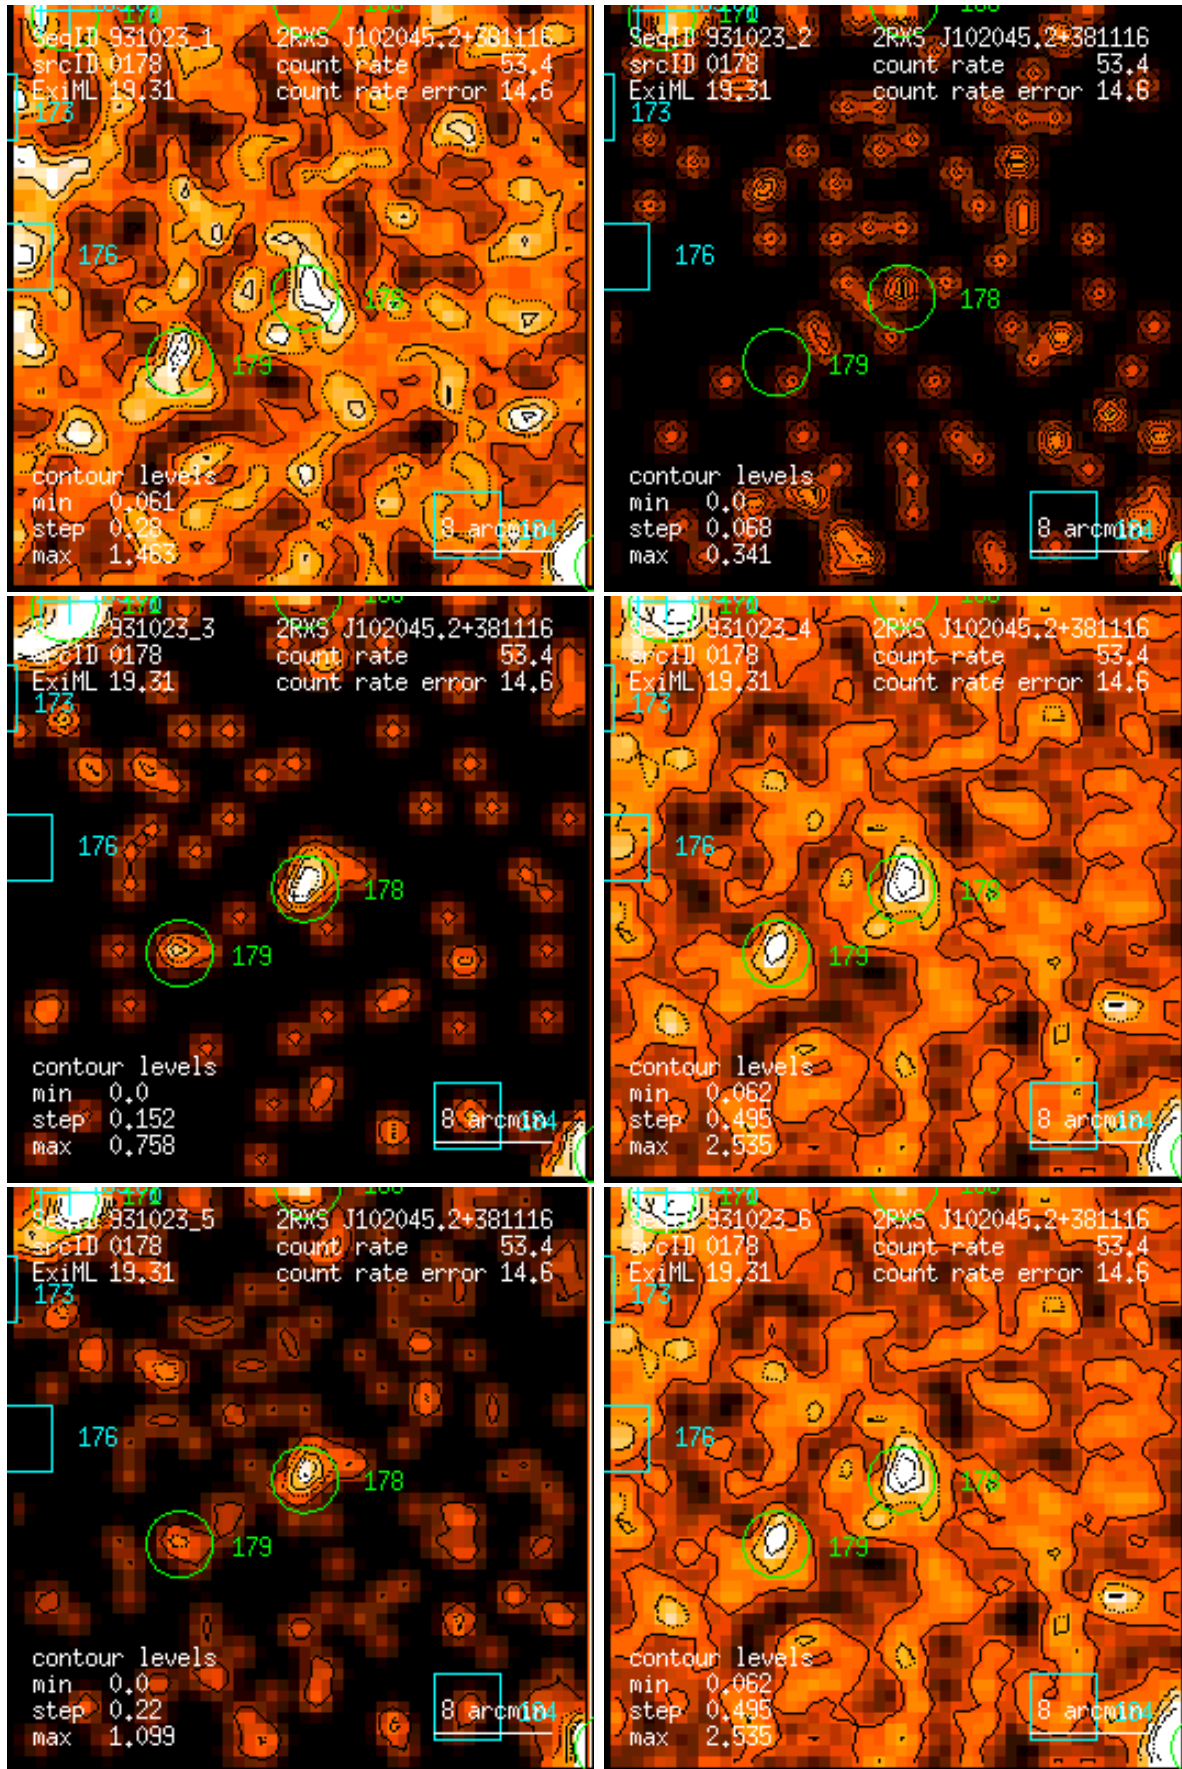 SeqID 931023_1 2RXS J102045.2+381116
srcID 0178 count rate 53.4
ExiML 19.31 count rate error 14.6
173
176
178
179
contour levels
min 0.061
step 0.28
max 1.463
8 arcmin 184
SeqID 931023_2 2RXS J102045.2+381116
srcID 0178 count rate 53.4
ExiML 19.31 count rate error 14.6
173
176
178
179
contour levels
min 0.0
step 0.068
max 0.341
8 arcmin 184
931023_3 2RXS J102045.2+381116
srcID 0178 count rate 53.4
ExiML 19.31 count rate error 14.6
173
176
178
179
contour levels
min 0.0
step 0.152
max 0.758
8 arcmin 184
SeqID 931023_4 2RXS J102045.2+381116
srcID 0178 count rate 53.4
ExiML 19.31 count rate error 14.6
173
176
178
179
contour levels
min 0.062
step 0.495
max 2.535
8 arcmin 184
SeqID 931023_5 2RXS J102045.2+381116
srcID 0178 count rate 53.4
ExiML 19.31 count rate error 14.6
173
176
178
179
contour levels
min 0.0
step 0.22
max 1.099
8 arcmin 184
SeqID 931023_6 2RXS J102045.2+381116
srcID 0178 count rate 53.4
ExiML 19.31 count rate error 14.6
173
176
178
179
contour levels
min 0.062
step 0.495
max 2.535
8 arcmin 184